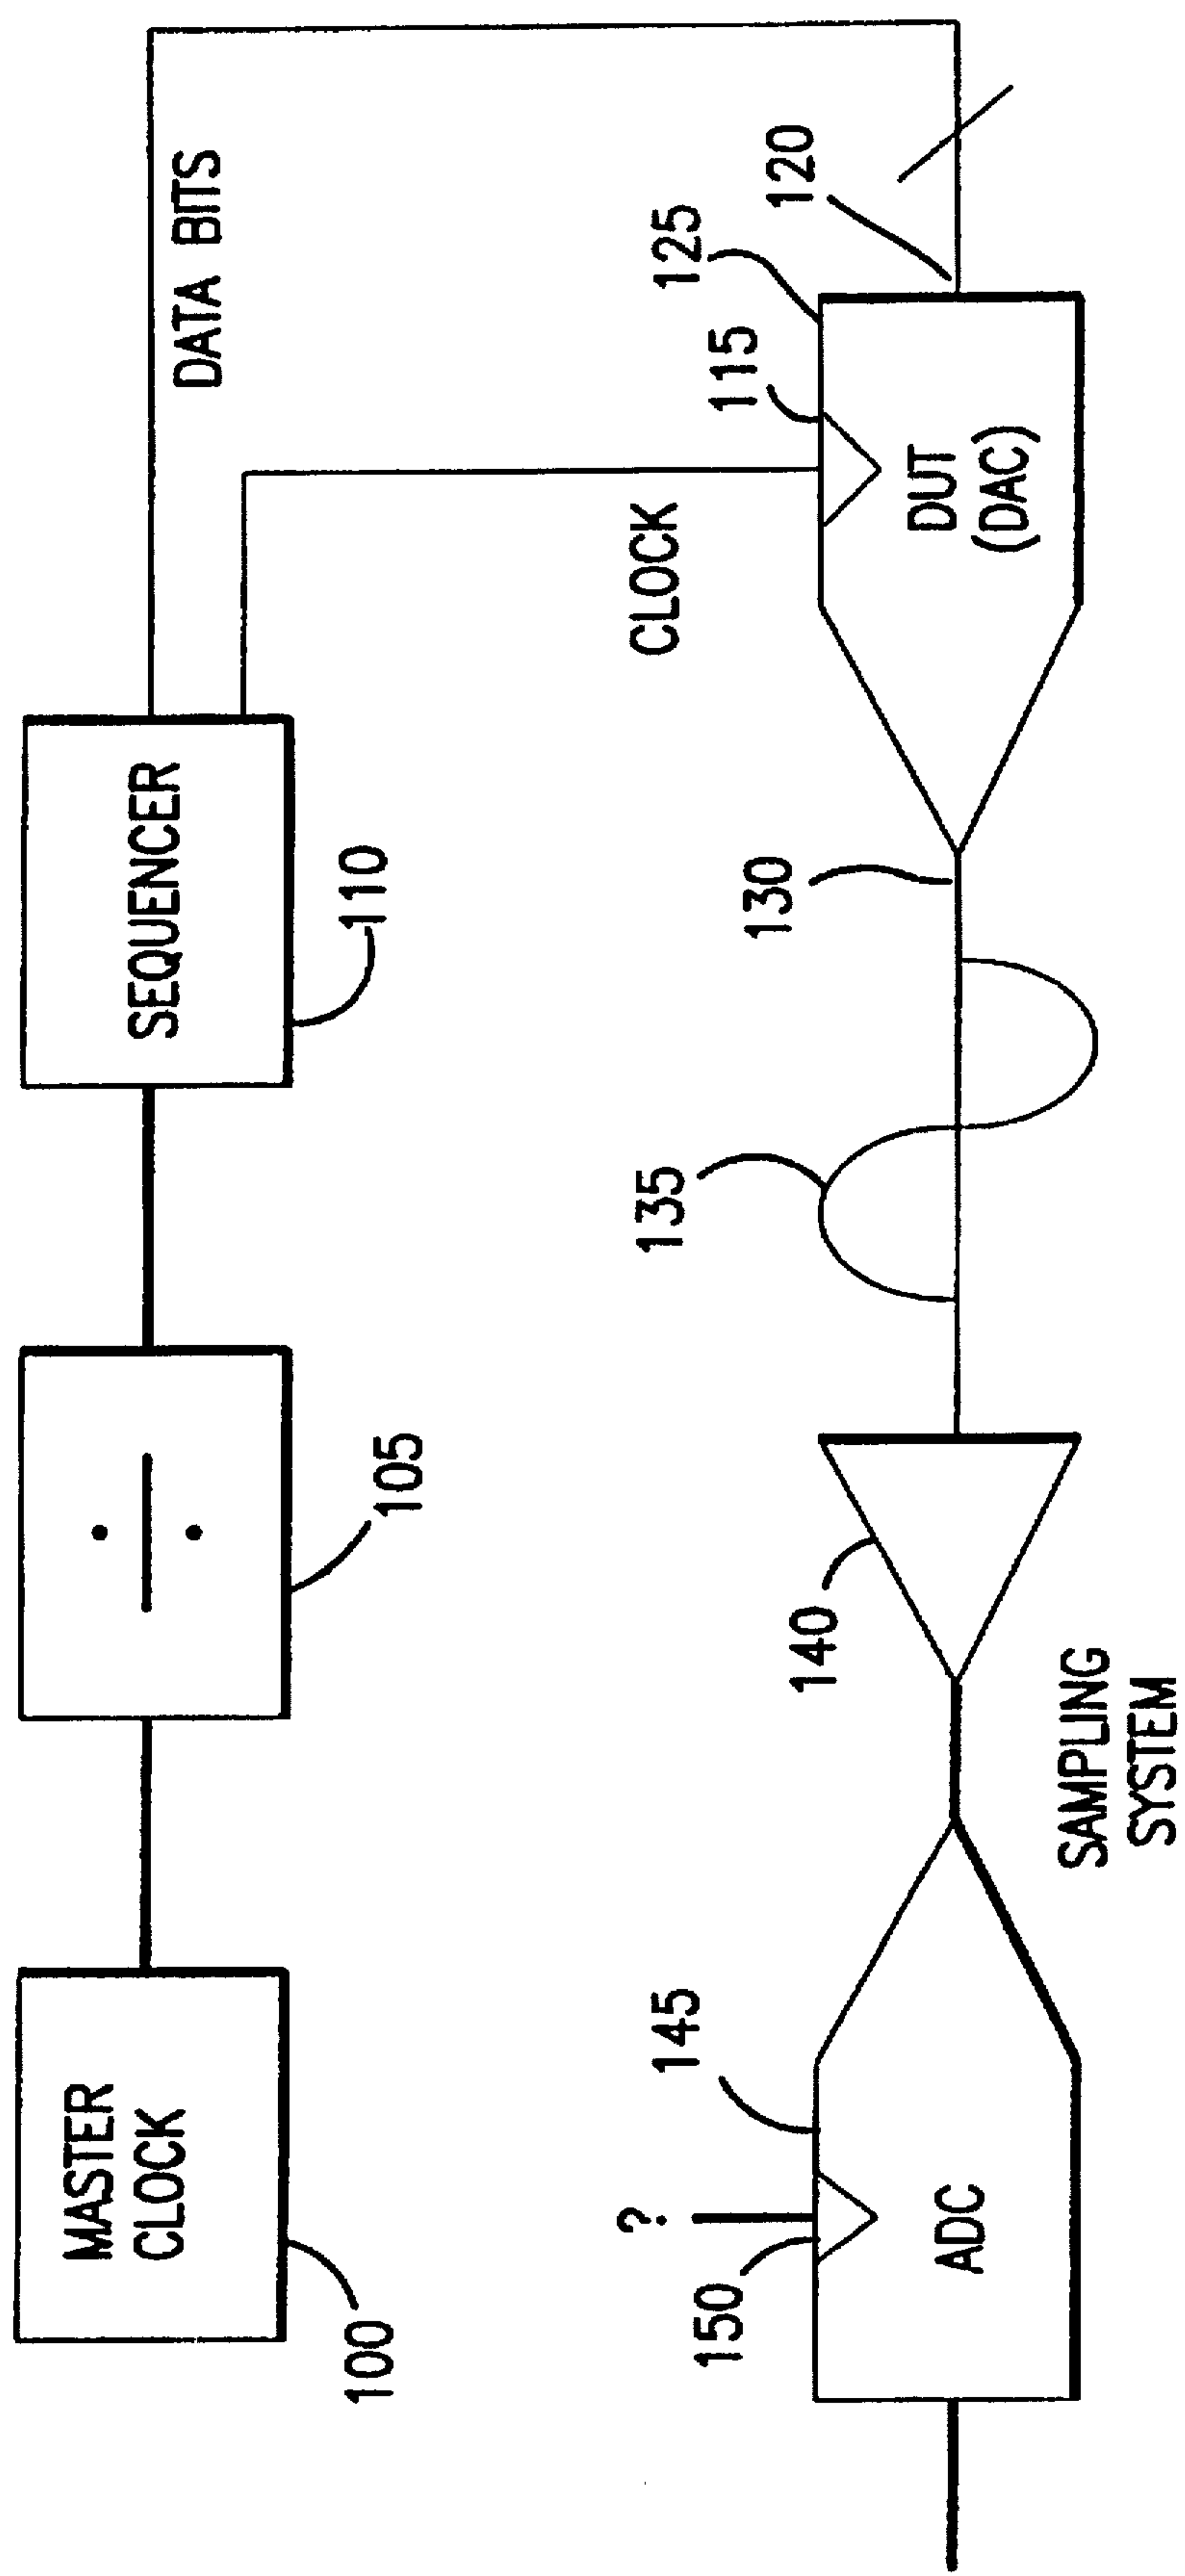 MASTER
CLOCK
100
÷
105
SEQUENCER
110
DATA BITS
CLOCK
?
150
145
ADC
140
SAMPLING
SYSTEM
135
130
115
125
120
DUT
(DAC)